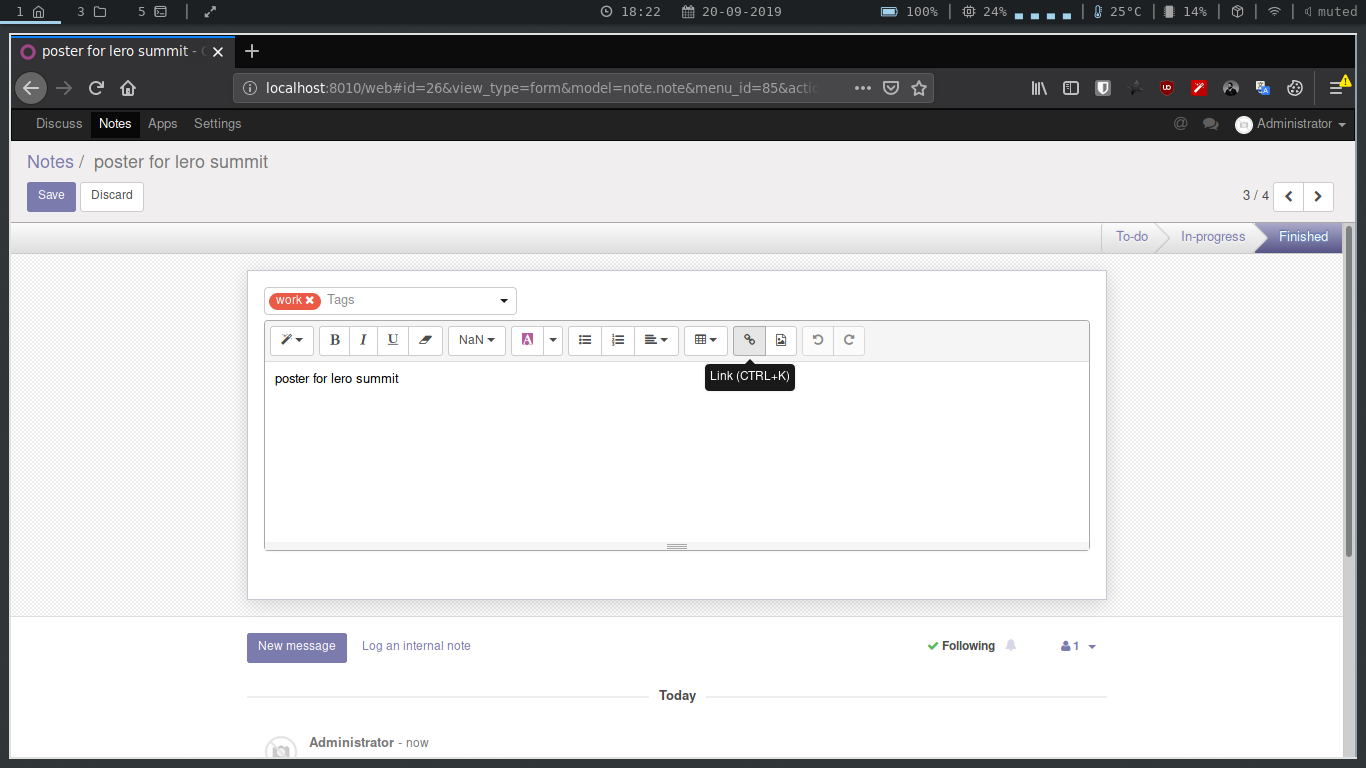 1 3 5 18:22 20-09-2019 100% 24% 25°C 14% muted
poster for lero summit -
localhost:8010/web#id=26&view_type=form&model=note.note&menu_id=85&acti
Discuss Notes Apps Settings @ Administrator
Notes / poster for lero summit
Save Discard 3 / 4
To-do In-progress Finished
work Tags
B I U NaN A
Link (CTRL+K)
poster for lero summit
New message Log an internal note Following 1
Today
Administrator - now